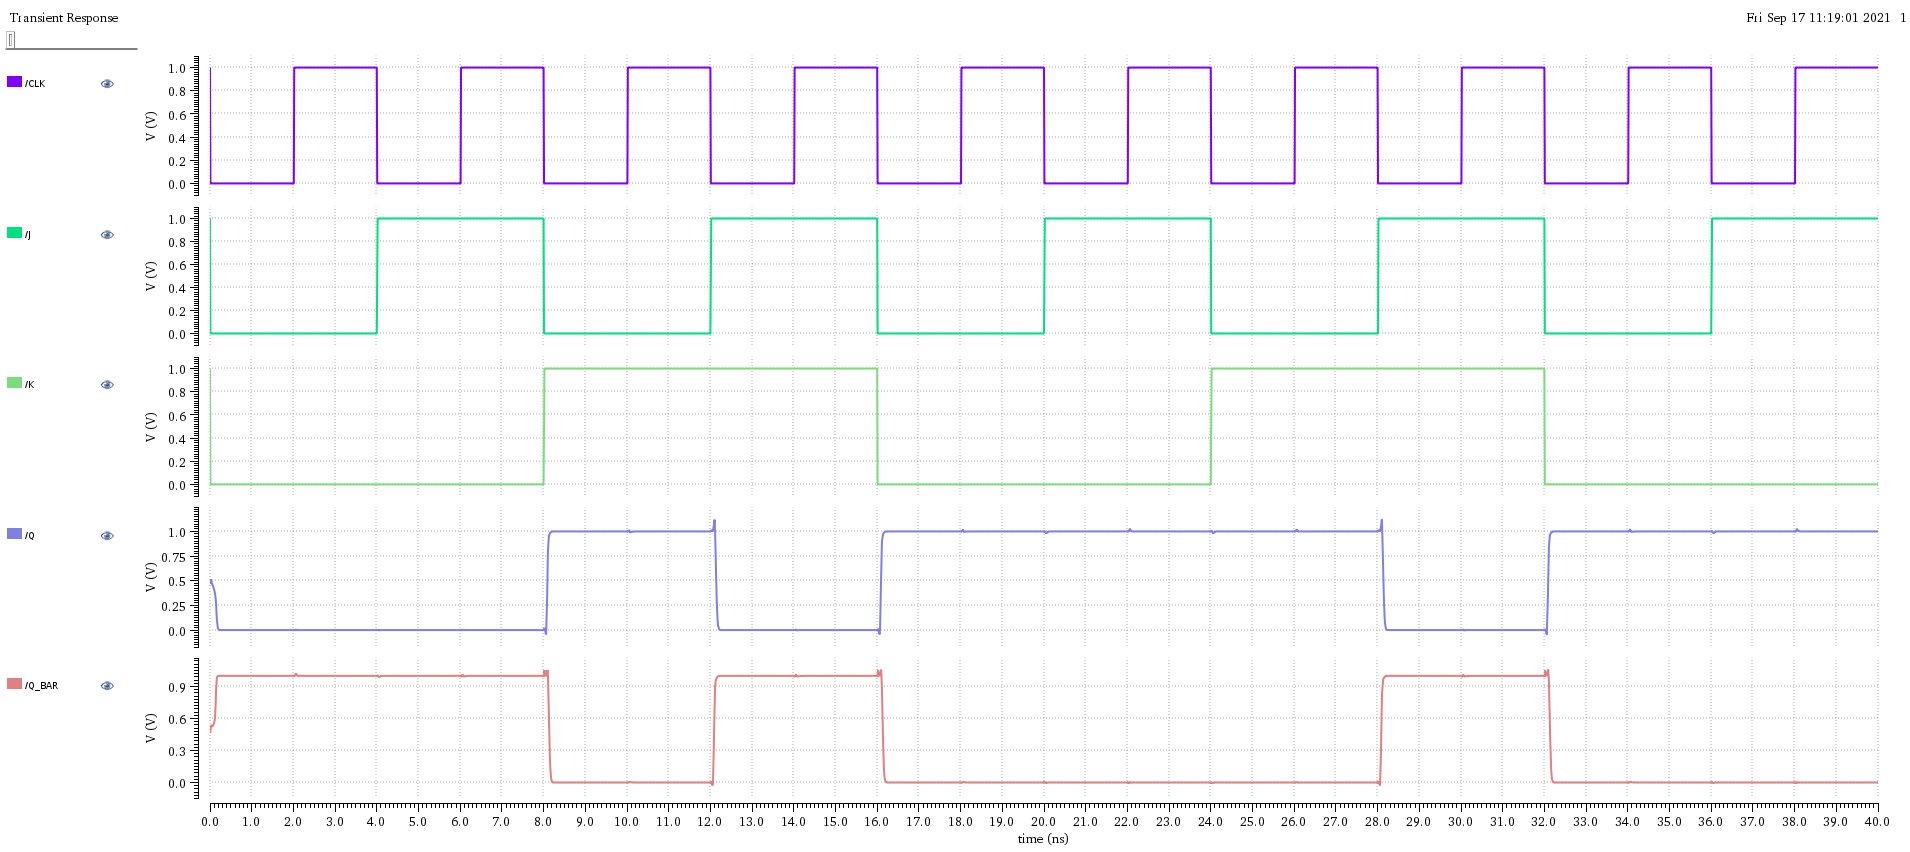 Transient Response
Fri Sep 17 11:19:01 2021 1
/CLK
V (V)
1.0
0.8
0.6
0.4
0.2
0.0
/J
V (V)
1.0
0.8
0.6
0.4
0.2
0.0
/K
V (V)
1.0
0.8
0.6
0.4
0.2
0.0
/Q
V (V)
1.0
0.75
0.5
0.25
0.0
/Q_BAR
V (V)
0.9
0.6
0.3
0.0
0.0 1.0 2.0 3.0 4.0 5.0 6.0 7.0 8.0 9.0 10.0 11.0 12.0 13.0 14.0 15.0 16.0 17.0 18.0 19.0 20.0 21.0 22.0 23.0 24.0 25.0 26.0 27.0 28.0 29.0 30.0 31.0 32.0 33.0 34.0 35.0 36.0 37.0 38.0 39.0 40.0
time (ns)